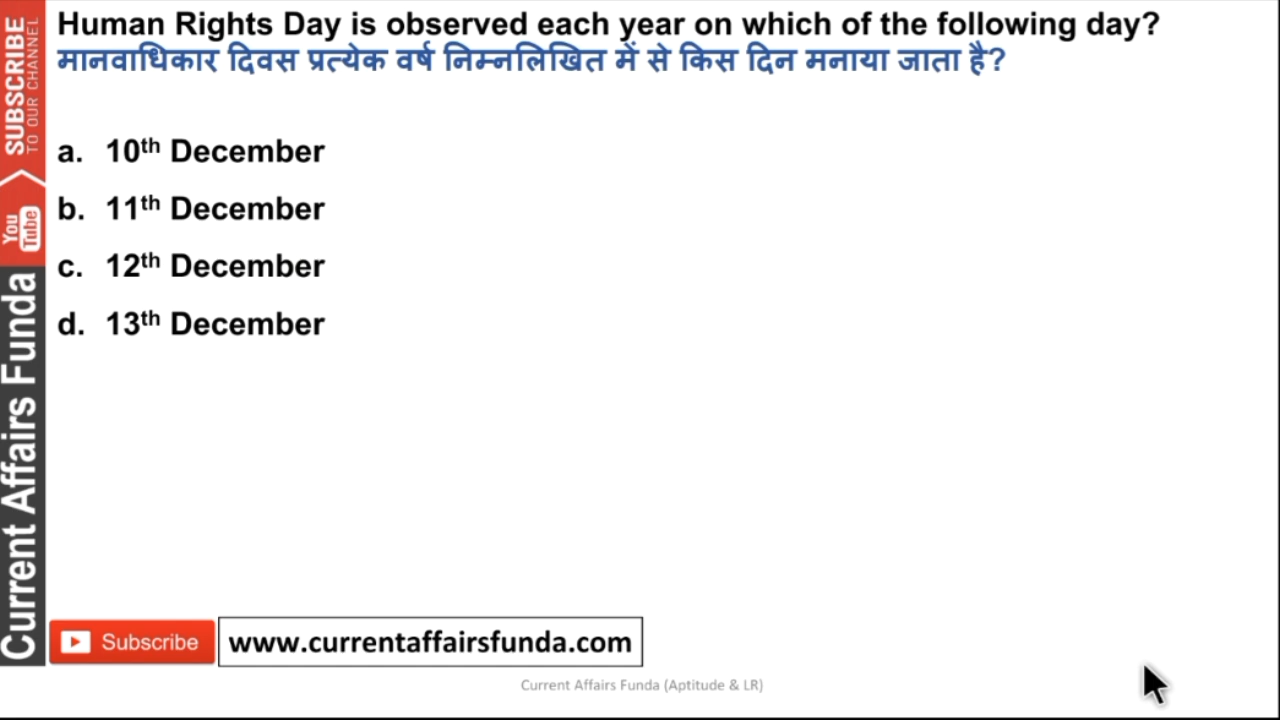 Human Rights Day is observed each year on which of the following day?
मानवाधिकार दिवस प्रत्येक वर्ष निम्नलिखित में से किस दिन मनाया जाता है?
a. 10th December
b. 11th December
c. 12th December
d. 13th December
SUBSCRIBE
TO OUR CHANNEL
You
Tube
Current Affairs Funda
Subscribe
www.currentaffairsfunda.com
Current Affairs Funda (Aptitude & LR)